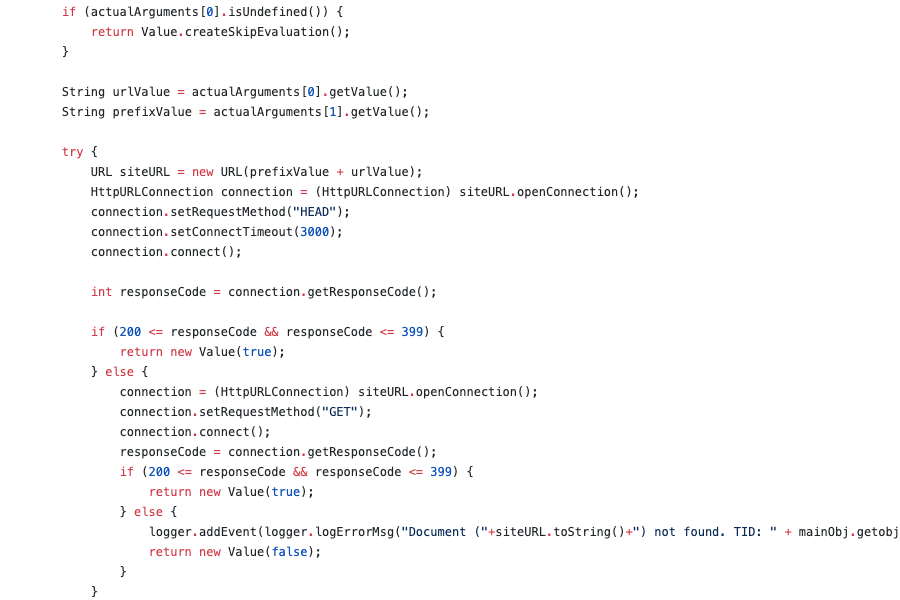 if (actualArguments[0].isUndefined()) {
return Value.createSkipEvaluation();
}
String urlValue = actualArguments[0].getValue();
String prefixValue = actualArguments[1].getValue();
try {
URL siteURL = new URL(prefixValue + urlValue);
HttpURLConnection connection = (HttpURLConnection) siteURL.openConnection();
connection.setRequestMethod("HEAD");
connection.setConnectTimeout(3000);
connection.connect();
int responseCode = connection.getResponseCode();
if (200 <= responseCode && responseCode <= 399) {
return new Value(true);
} else {
connection = (HttpURLConnection) siteURL.openConnection();
connection.setRequestMethod("GET");
connection.connect();
responseCode = connection.getResponseCode();
if (200 <= responseCode && responseCode <= 399) {
return new Value(true);
} else {
logger.addEvent(logger.logErrorMsg("Document ("+siteURL.toString()+") not found. TID: " + mainObj.getobj
return new Value(false);
}
}